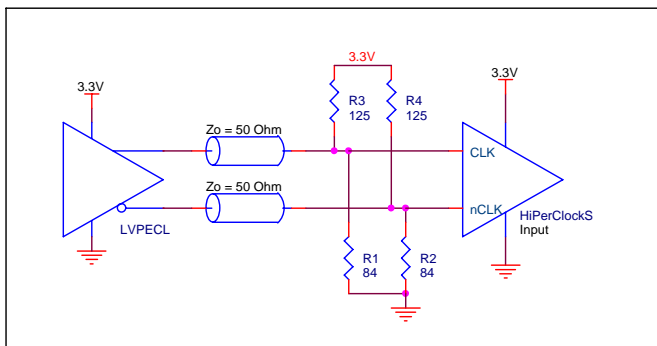 3.3V
3.3V
3.3V
R3
125
R4
125
Zo = 50 Ohm
CLK
Zo = 50 Ohm
nCLK
LVPECL
HiPerClockS
Input
R1
84
R2
84